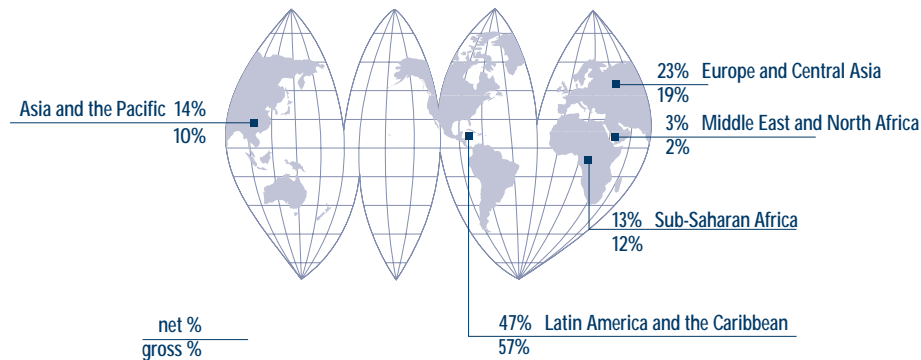 23% Europe and Central Asia
19%
Asia and the Pacific 14%
10%
3% Middle East and North Africa
2%
13% Sub-Saharan Africa
12%
47% Latin America and the Caribbean
57%
net %
gross %